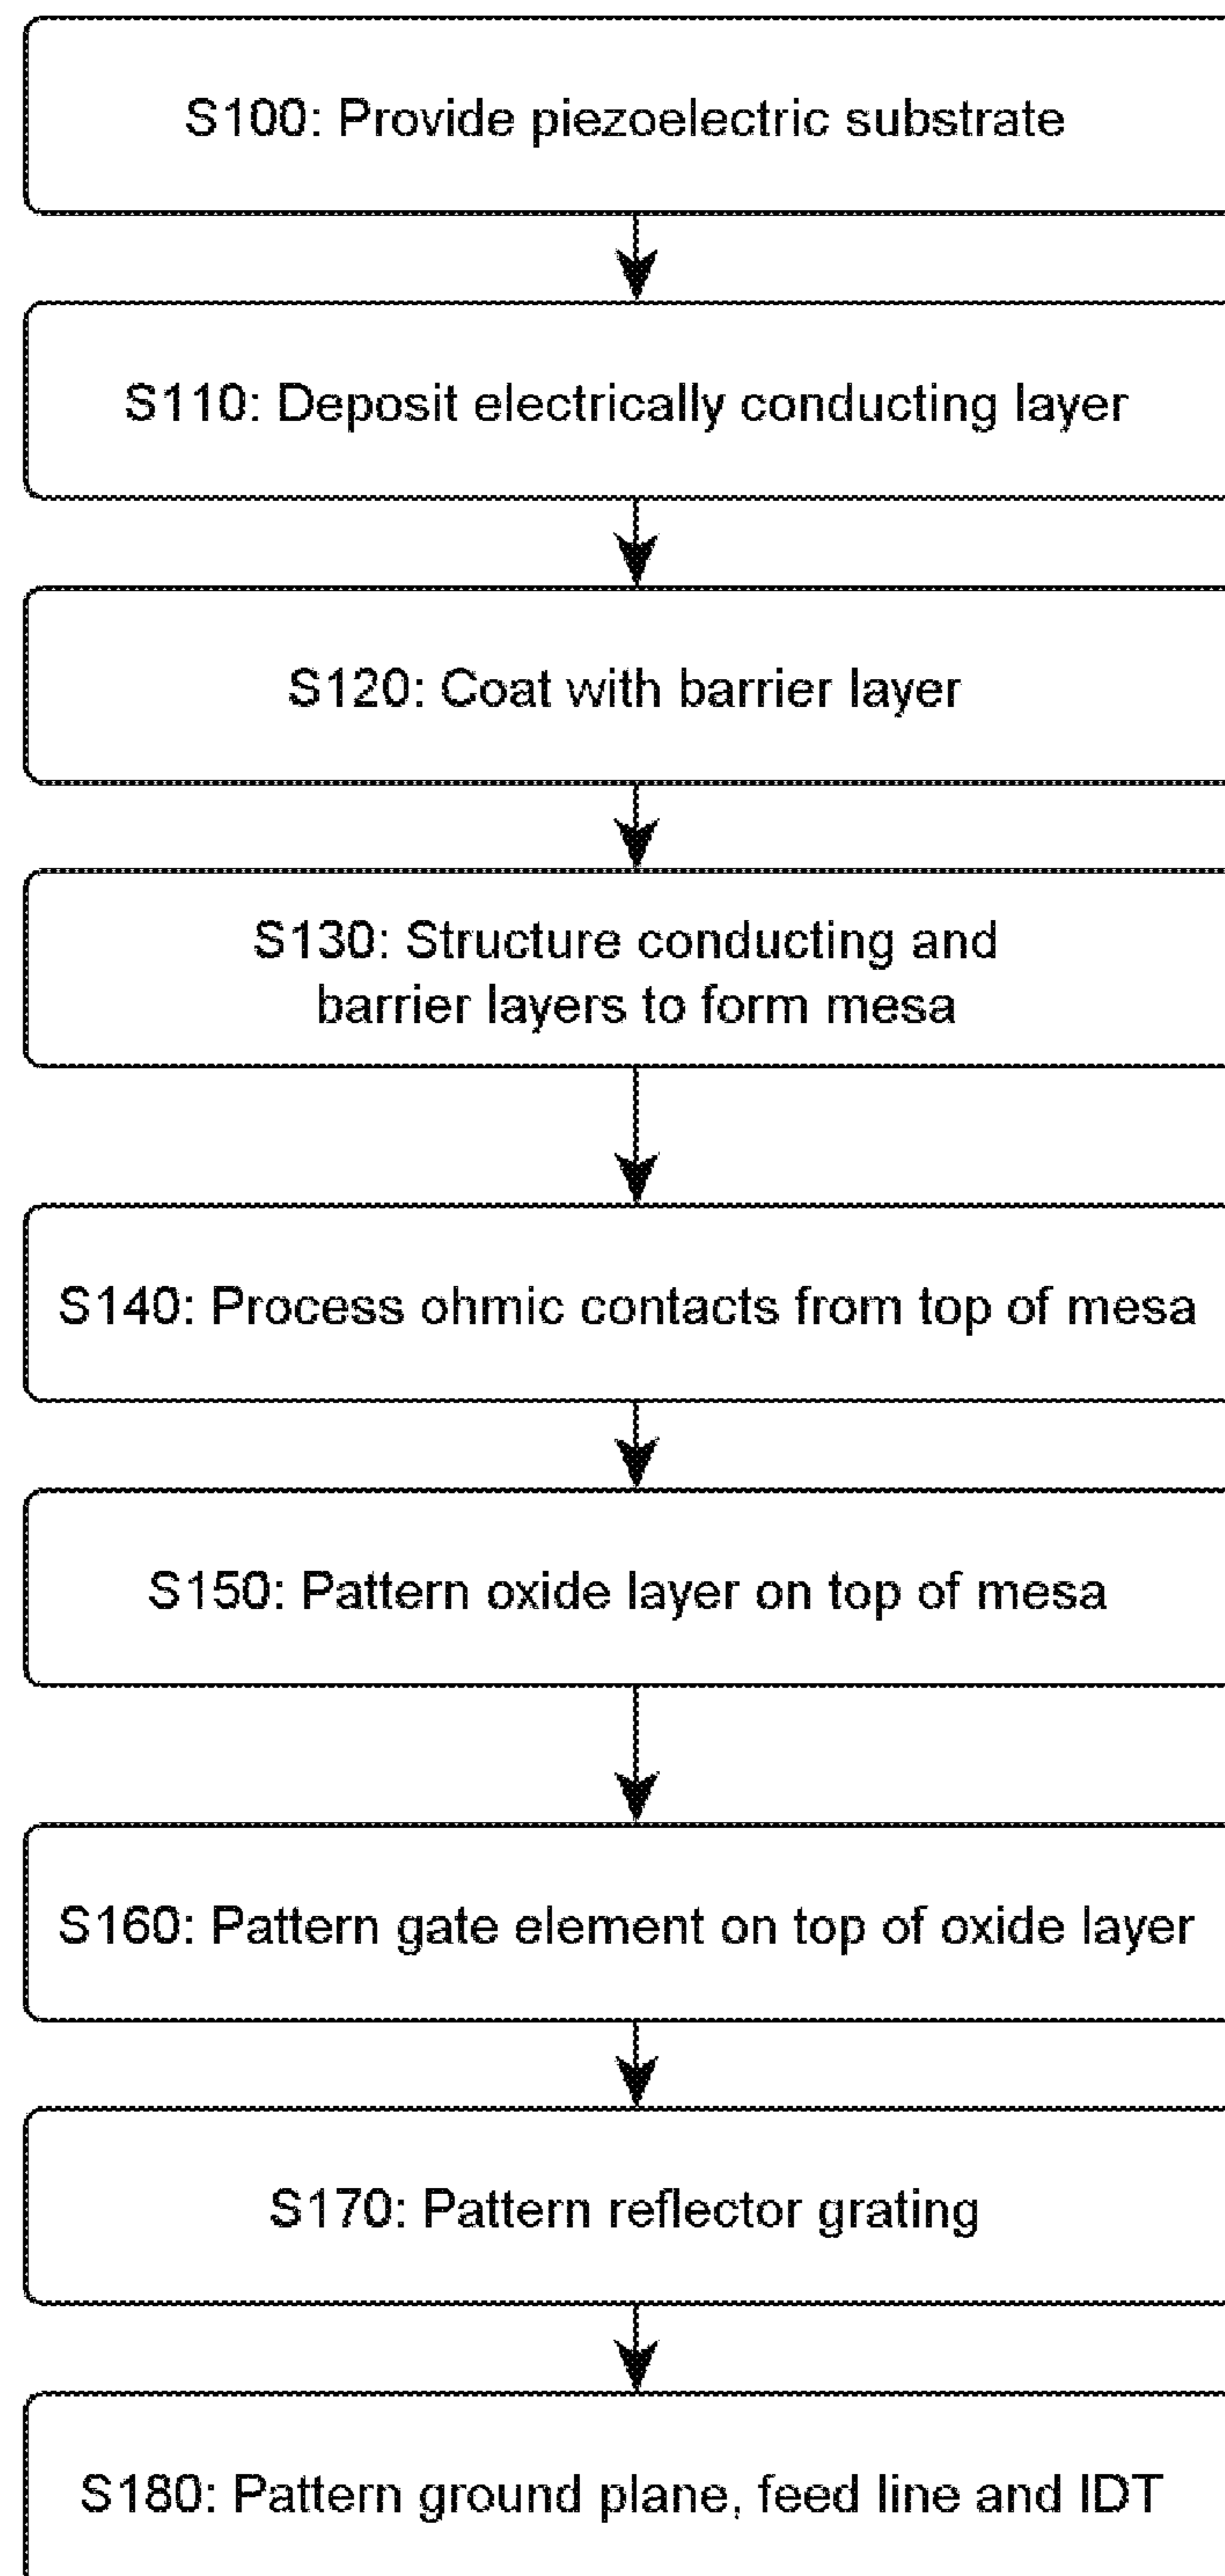 S100: Provide piezoelectric substrate
S110: Deposit electrically conducting layer
S120: Coat with barrier layer
S130: Structure conducting and
barrier layers to form mesa
S140: Process ohmic contacts from top of mesa
S150: Pattern oxide layer on top of mesa
S160: Pattern gate element on top of oxide layer
S170: Pattern reflector grating
S180: Pattern ground plane, feed line and IDT